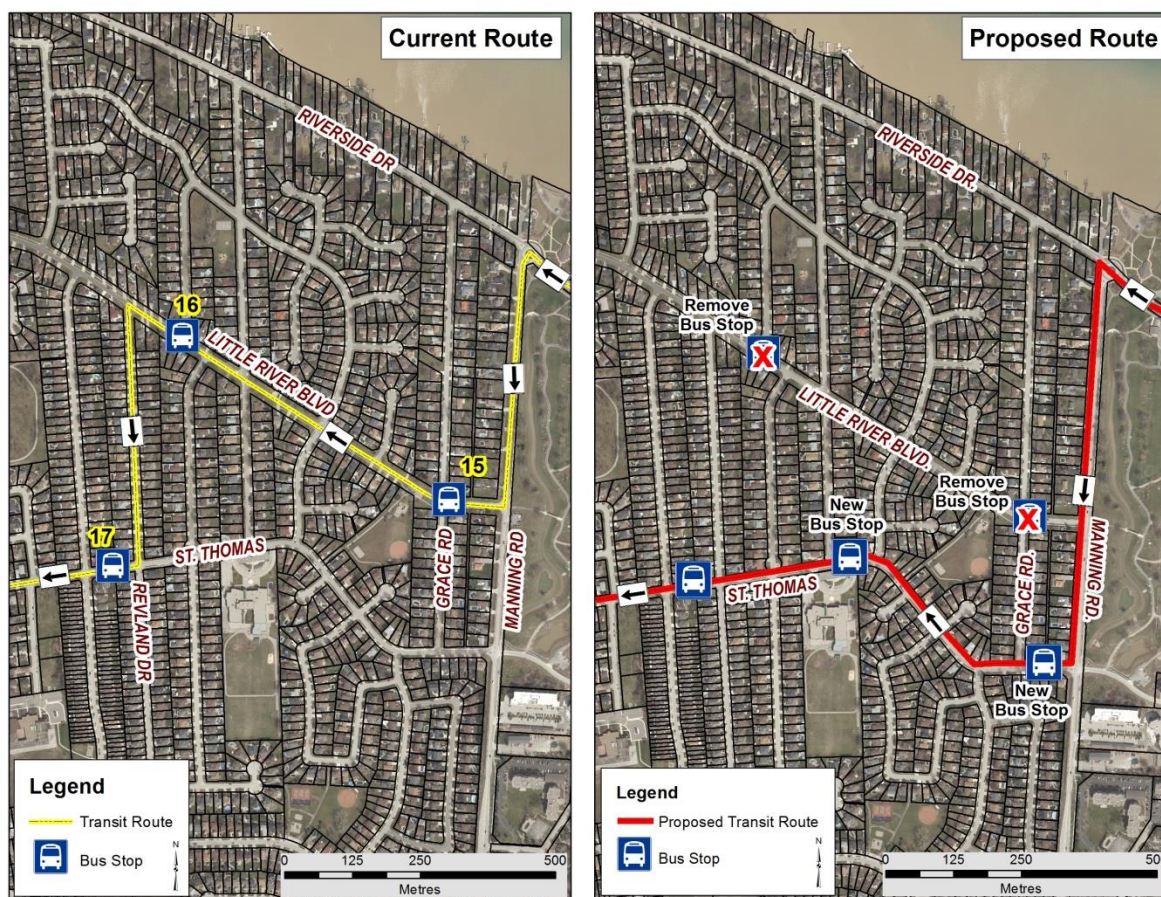 Current Route
RIVERSIDE DR
16
LITTLE RIVER BLVD
15
17
ST. THOMAS
GRACE RD
MANNING RD
REVLAND DR
Legend
Transit Route
Bus Stop
N
0 125 250 500
Metres
Proposed Route
RIVERSIDE DR.
Remove
Bus Stop
LITTLE RIVER BLVD.
Remove
Bus Stop
New
Bus Stop
ST. THOMAS
GRACE RD.
MANNING RD.
New
Bus Stop
Legend
Proposed Transit Route
Bus Stop
N
0 125 250 50
Metres